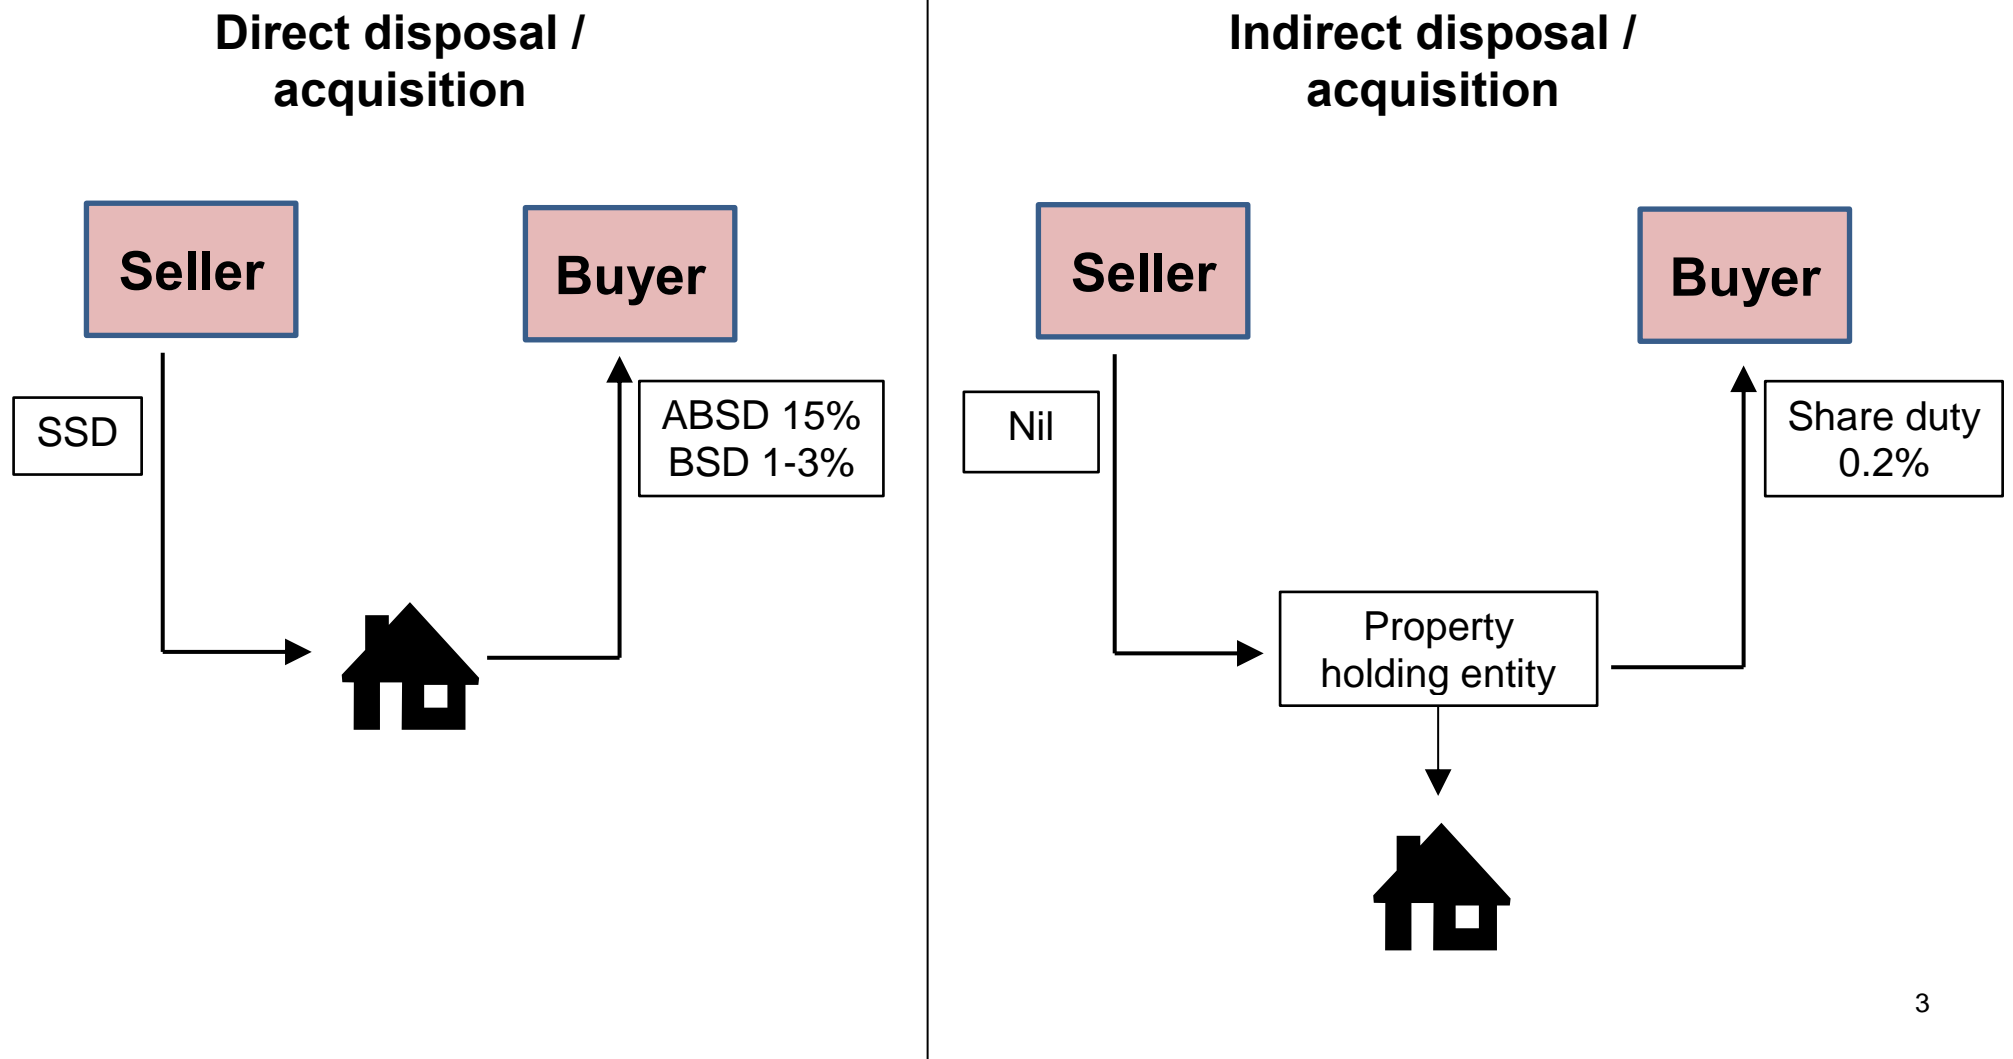 Direct disposal /
acquisition
Seller
Buyer
SSD
ABSD 15%
BSD 1-3%
Indirect disposal /
acquisition
Seller
Buyer
Nil
Share duty
0.2%
Property
holding entity
3